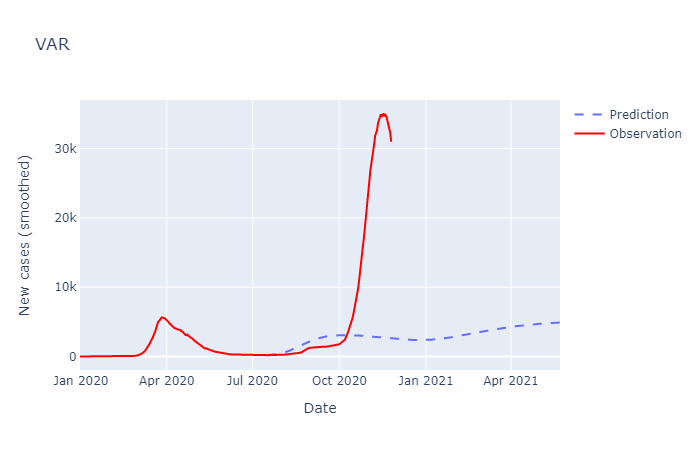 VAR
Prediction
Observation
New cases (smoothed)
30k
20k
10k
0
Jan 2020
Apr 2020
Jul 2020
Oct 2020
Jan 2021
Apr 2021
Date